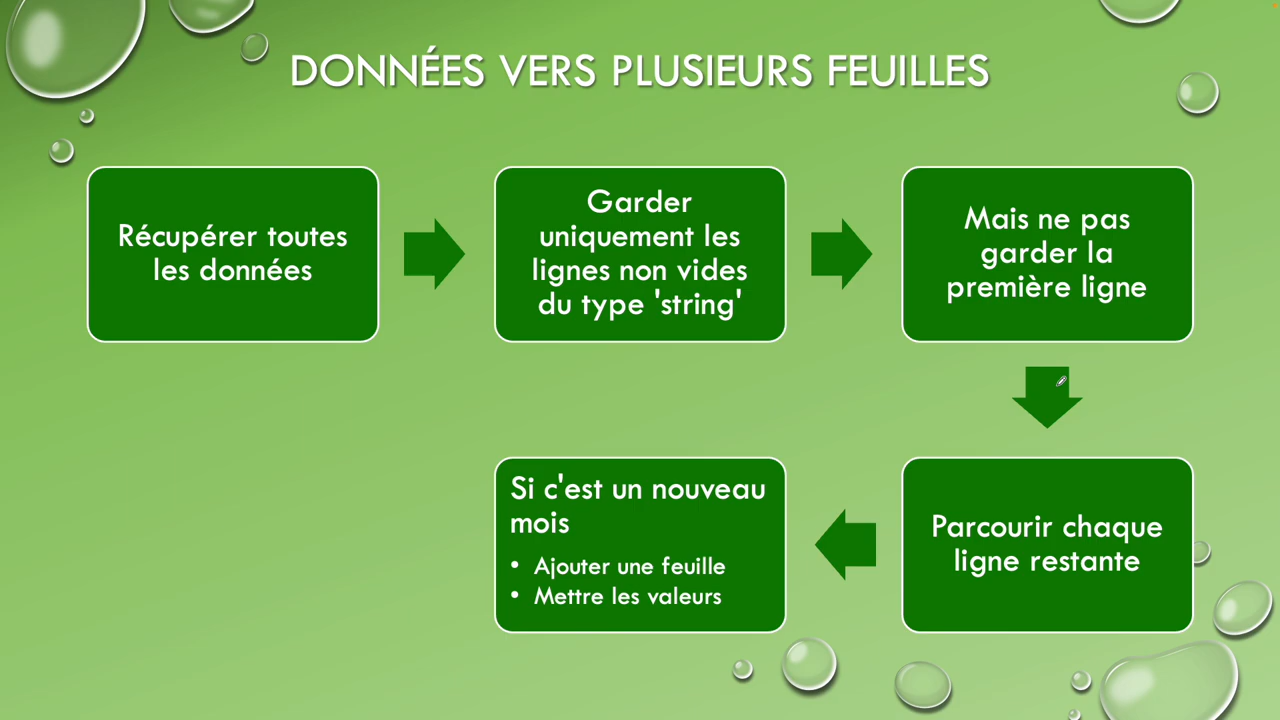 DONNÉES VERS PLUSIEURS FEUILLES
Récupérer toutes
les données
Garder
uniquement les
lignes non vides
du type 'string'
Mais ne pas
garder la
première ligne
Parcourir chaque
ligne restante
Si c'est un nouveau
mois
• Ajouter une feuille
• Mettre les valeurs